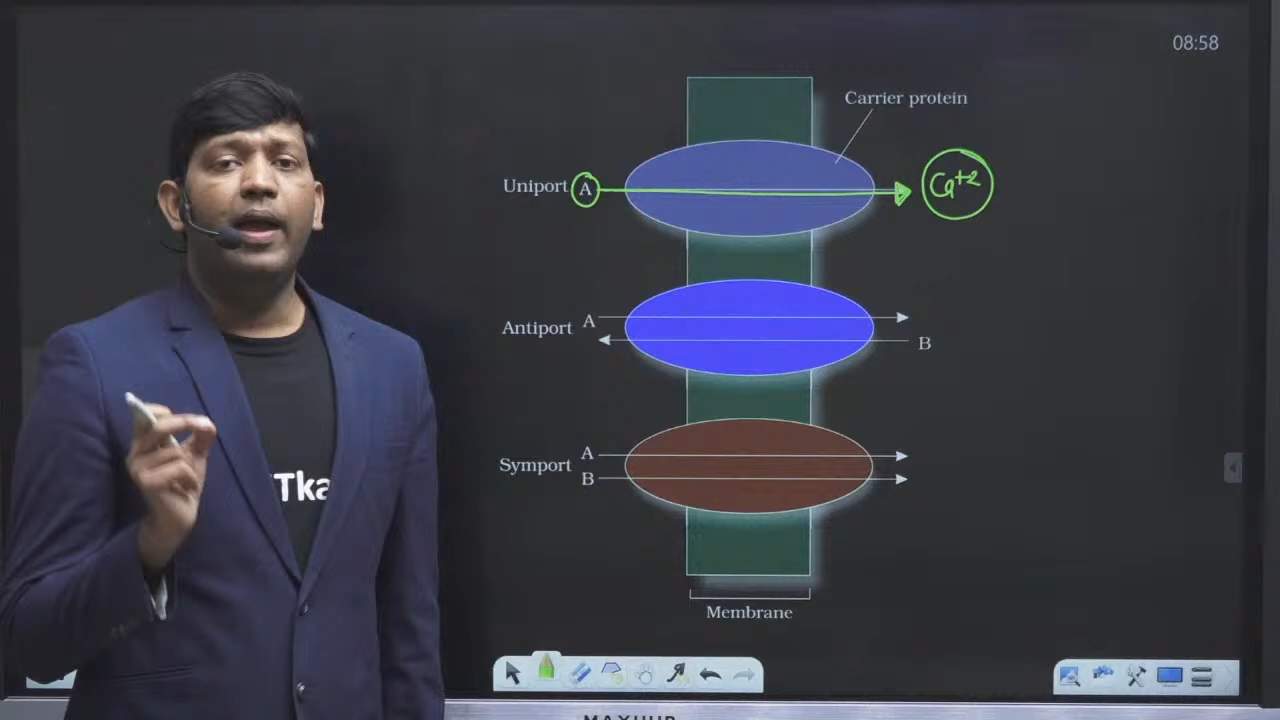 08:58
Carrier protein
Uniport A
Ca+2
Antiport A
B
Symport A
B
Tka
Membrane